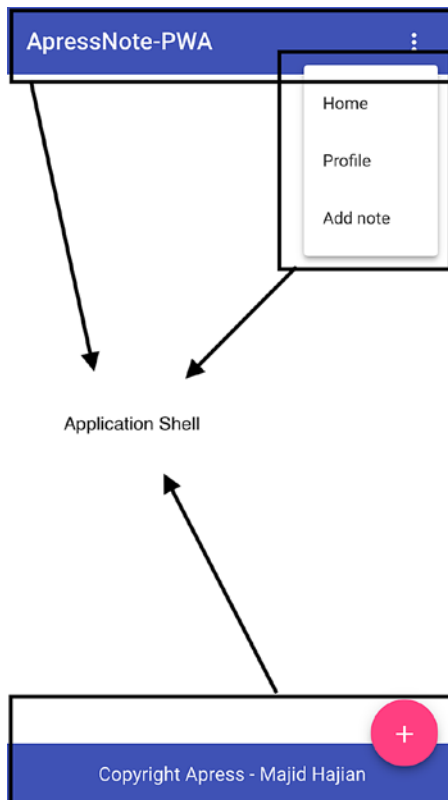 ApressNote-PWA
Home
Profile
Add note
Application Shell
+
Copyright Apress - Majid Hajian